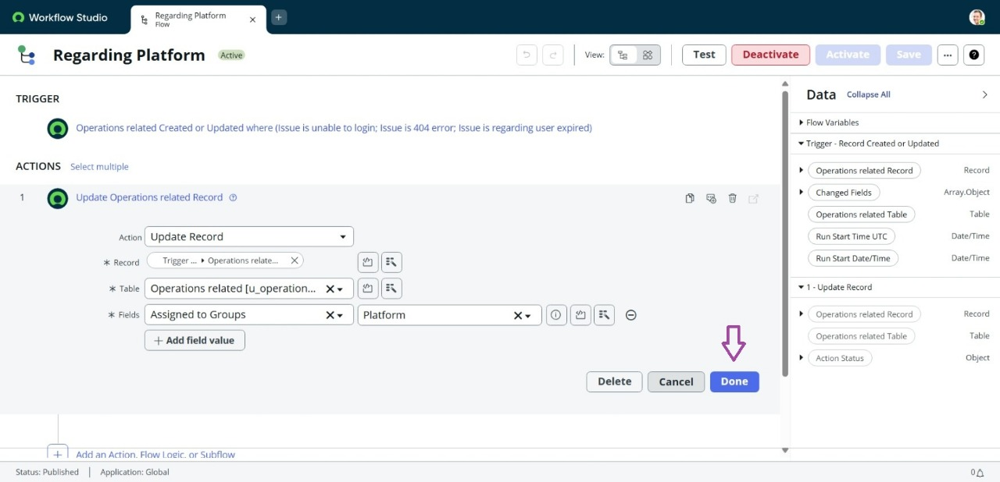 Workflow Studio
Regarding Platform
Flow
Regarding Platform
Active
View:
Test
Deactivate
Activate
Save
TRIGGER
Operations related Created or Updated where (Issue is unable to login; Issue is 404 error; Issue is regarding user expired)
ACTIONS Select multiple
1 Update Operations related Record
Action Update Record
* Record Trigger ... ▸ Operations relate...
* Table Operations related [u_operation...
* Fields Assigned to Groups Platform
+ Add field value
Delete Cancel Done
+ Add an Action, Flow Logic, or Subflow
Data Collapse All
Flow Variables
Trigger - Record Created or Updated
Operations related Record Record
Changed Fields Array.Object
Operations related Table Table
Run Start Time UTC Date/Time
Run Start Date/Time Date/Time
1 - Update Record
Operations related Record Record
Operations related Table Table
Action Status Object
Status: Published | Application: Global
0